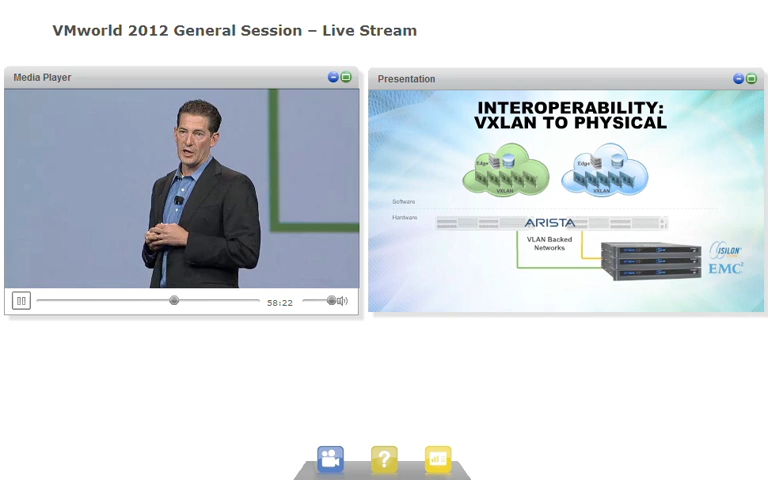 VMworld 2012 General Session – Live Stream
Media Player
Presentation
INTEROPERABILITY:
VXLAN TO PHYSICAL
Edge
Edge
VXLAN
VXLAN
Software
Hardware
ARISTA
VLAN Backed
Networks
ISILON
EMC²
58:22
?